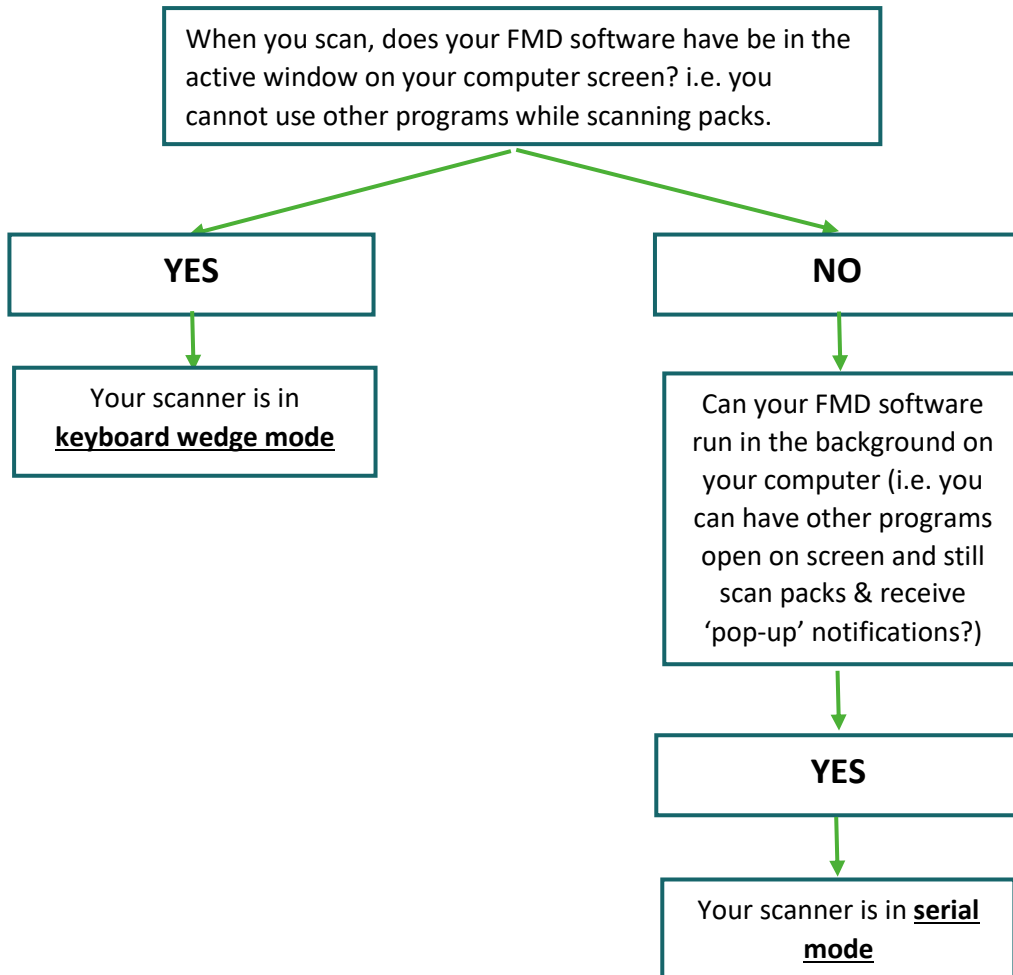 When you scan, does your FMD software have be in the
active window on your computer screen? i.e. you
cannot use other programs while scanning packs.
YES
NO
Your scanner is in
keyboard wedge mode
Can your FMD software
run in the background on
your computer (i.e. you
can have other programs
open on screen and still
scan packs & receive
‘pop-up’ notifications?)
YES
Your scanner is in serial
mode